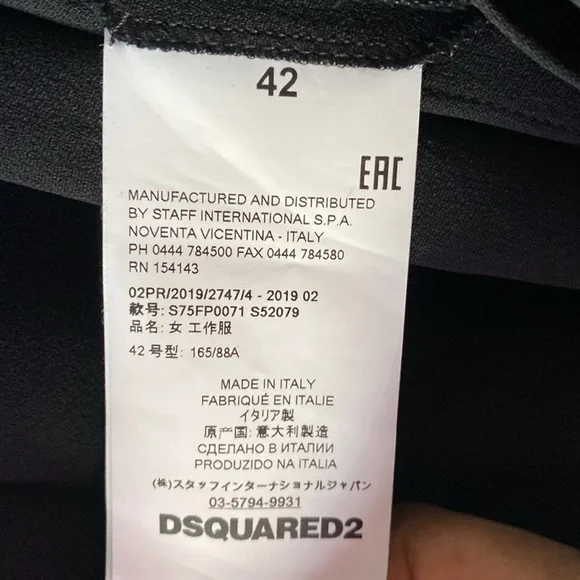 42
EAC
MANUFACTURED AND DISTRIBUTED
BY STAFF INTERNATIONAL S.P.A.
NOVENTA VICENTINA - ITALY
PH 0444 784500 FAX 0444 784580
RN 154143
02PR/2019/2747/4 - 2019 02
款号: S75FP0071 S52079
品名: 女 工作服
42 号型: 165/88A
MADE IN ITALY
FABRIQUÉ EN ITALIE
イタリア製
原产国: 意大利製造
СДЕЛАНО В ИТАЛИИ
PRODUZIDO NA ITALIA
(株)スタッフインターナショナルジャパン
03-5794-9931
DSQUARED2